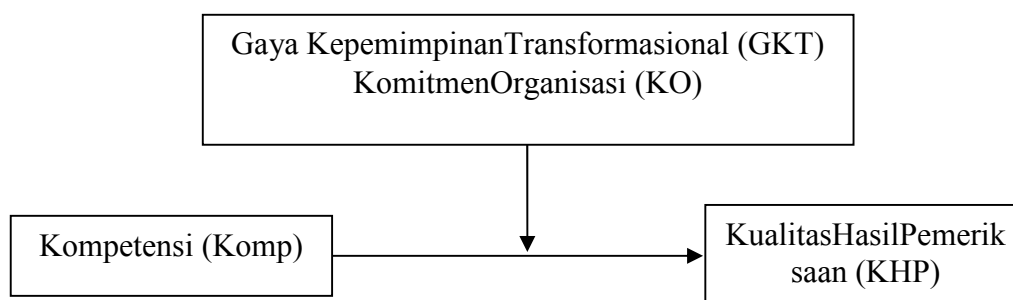 Gaya KepemimpinanTransformasional (GKT)
KomitmenOrganisasi (KO)
Kompetensi (Komp)
KualitasHasilPemerik
saan (KHP)